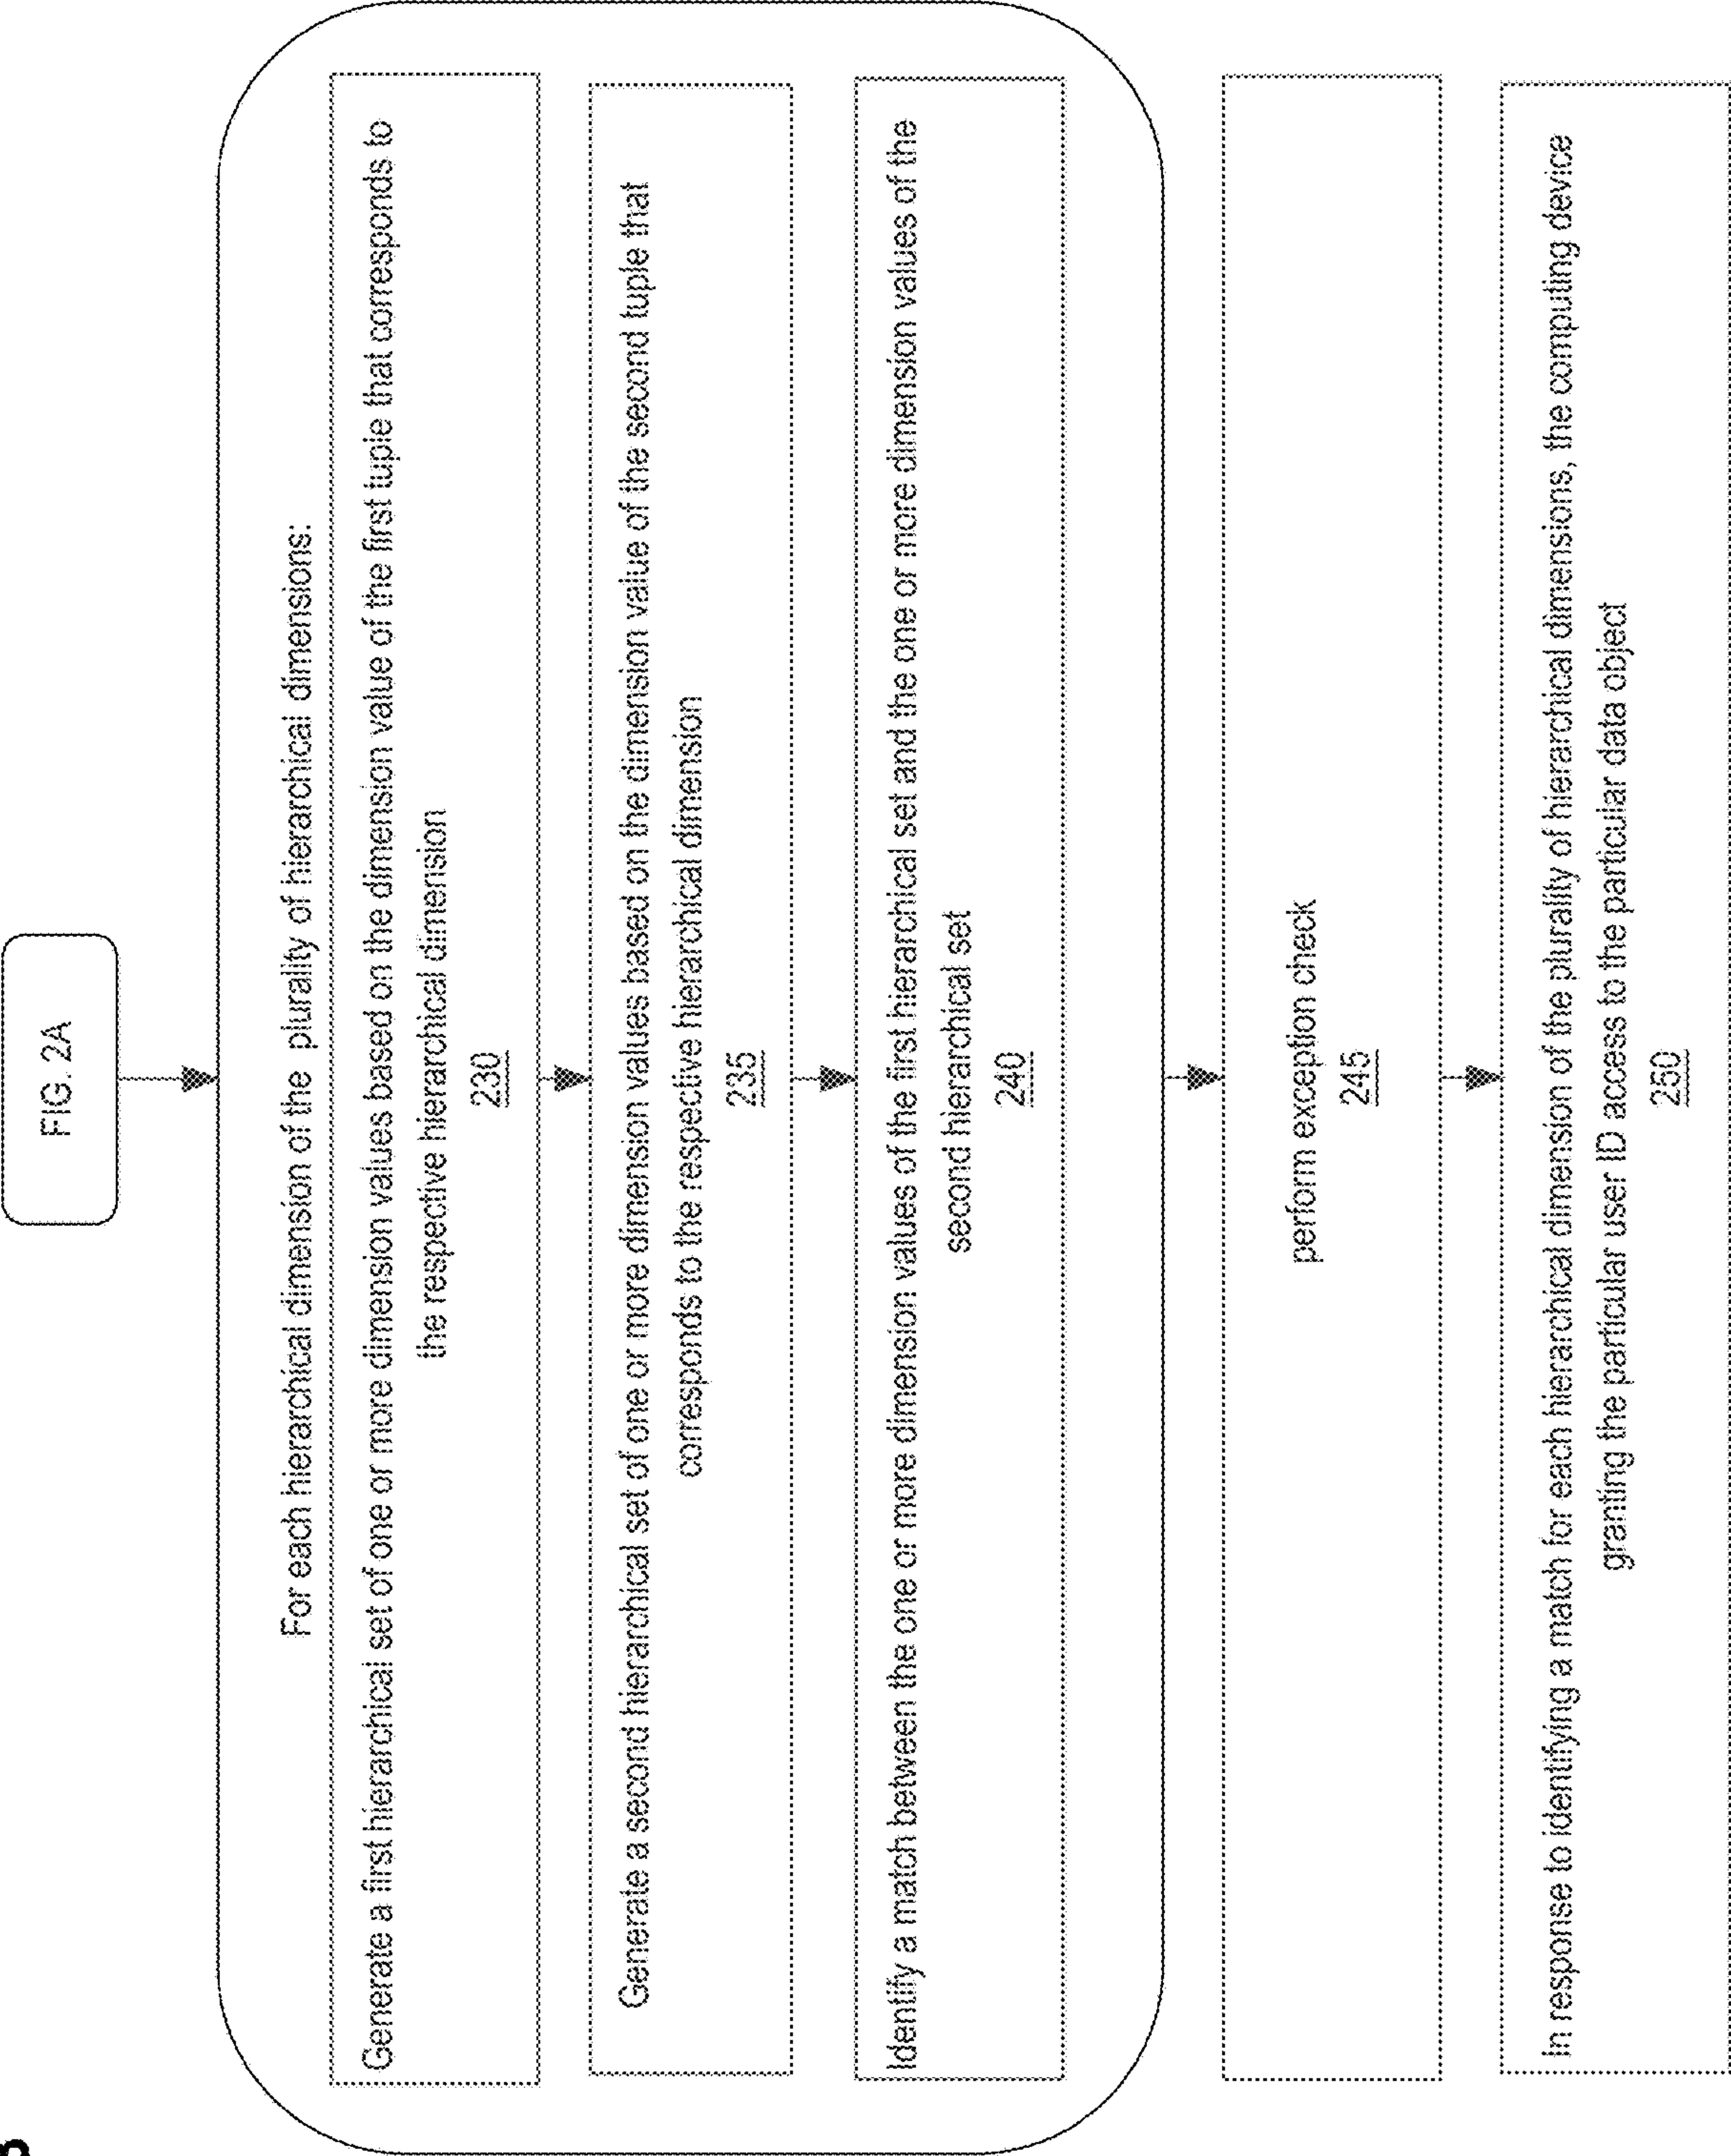 FIG. 2A
For each hierarchical dimension of the plurality of hierarchical dimensions:
Generate a first hierarchical set of one or more dimension values based on the dimension value of the first tuple that corresponds to
the respective hierarchical dimension
230
Generate a second hierarchical set of one or more dimension values based on the dimension value of the second tuple that
corresponds to the respective hierarchical dimension
235
Identify a match between the one or more dimension values of the first hierarchical set and the one or more dimension values of the
second hierarchical set
240
perform exception check
245
In response to identifying a match for each hierarchical dimension of the plurality of hierarchical dimensions, the computing device
granting the particular user ID access to the particular data object
250